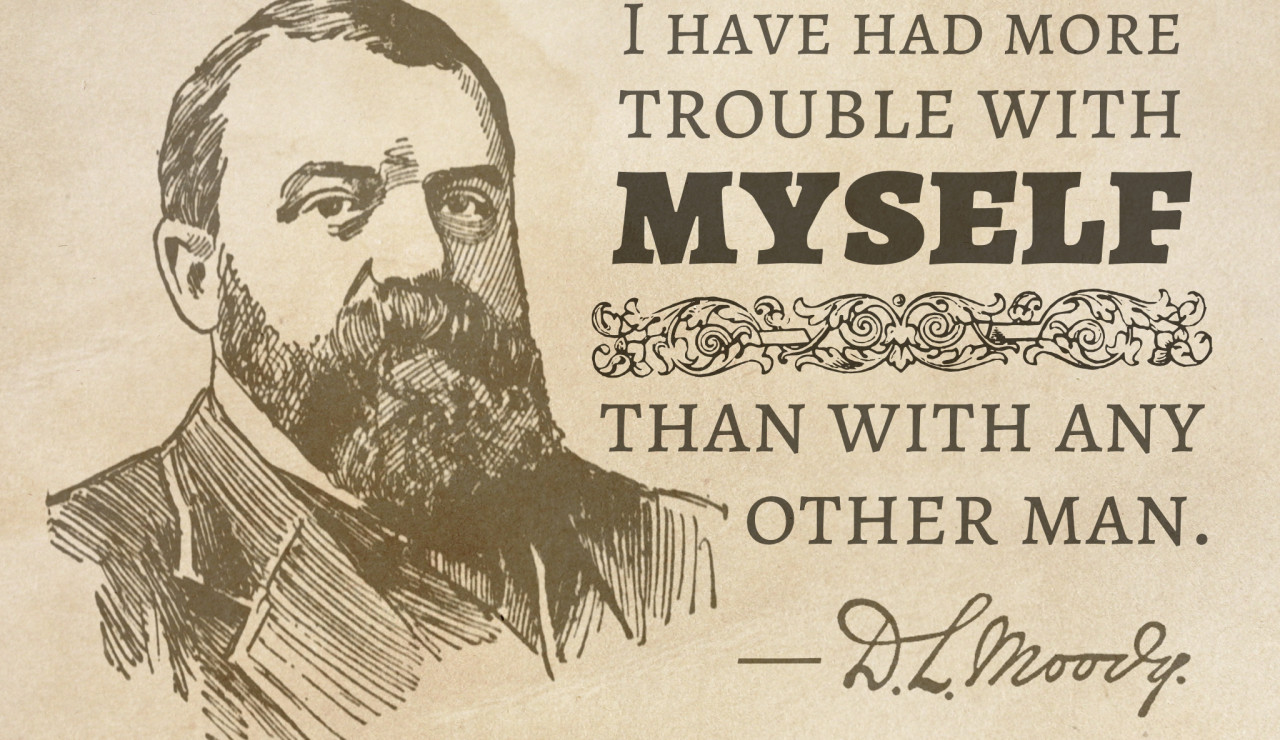 I HAVE HAD MORE
TROUBLE WITH
MYSELF
THAN WITH ANY
OTHER MAN.
— D.L. Moody.